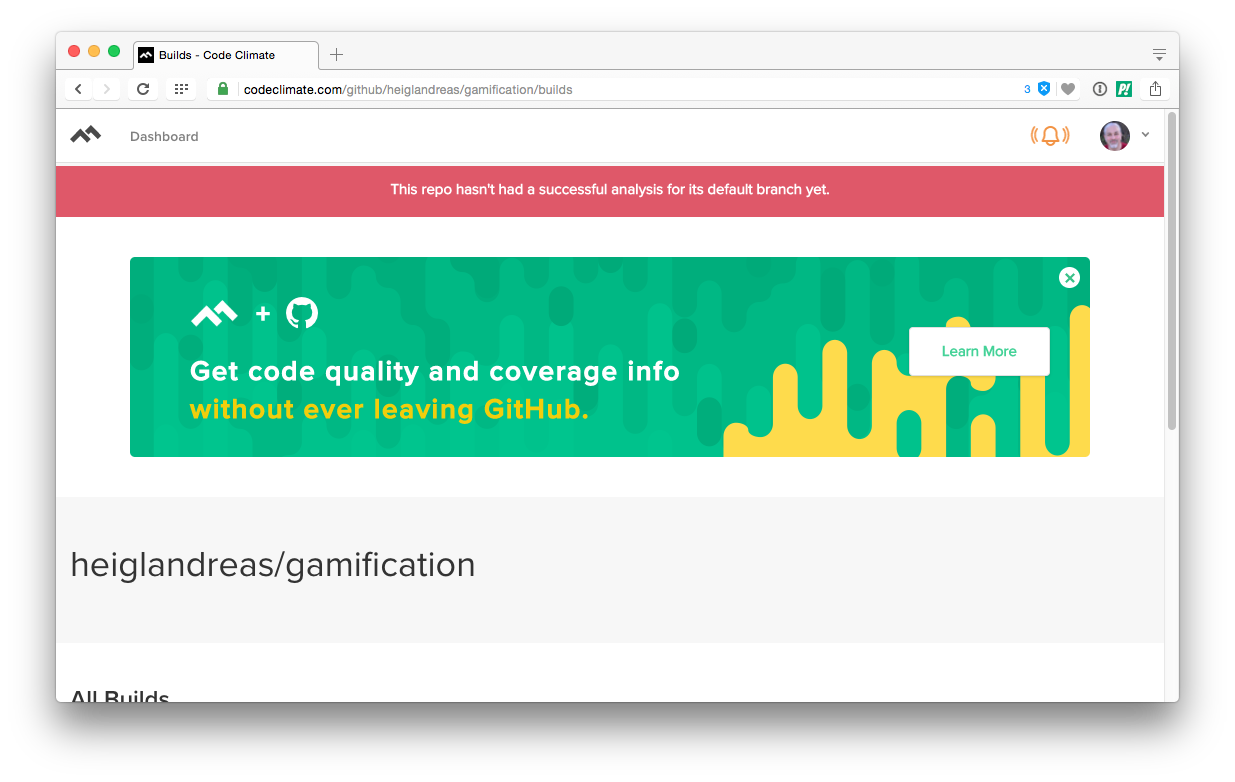 Builds - Code Climate
codeclimate.com/github/heiglandreas/gamification/builds
3
Dashboard
This repo hasn't had a successful analysis for its default branch yet.
+
Get code quality and coverage info
without ever leaving GitHub.
Learn More
heiglandreas/gamification
All Builds